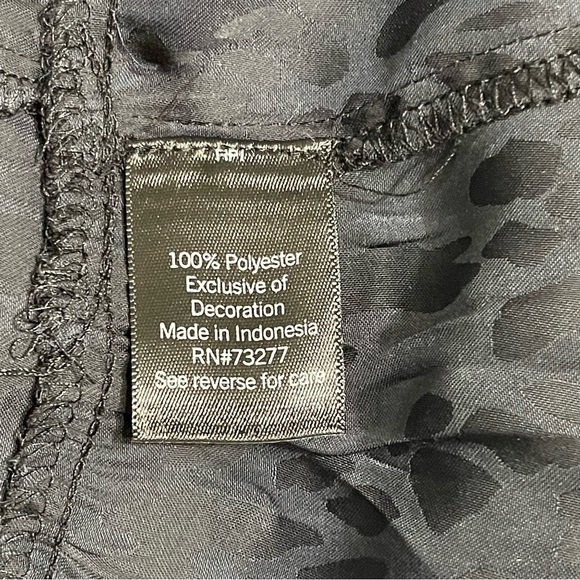 100% Polyester
Exclusive of
Decoration
Made in Indonesia
RN#73277
See reverse for care